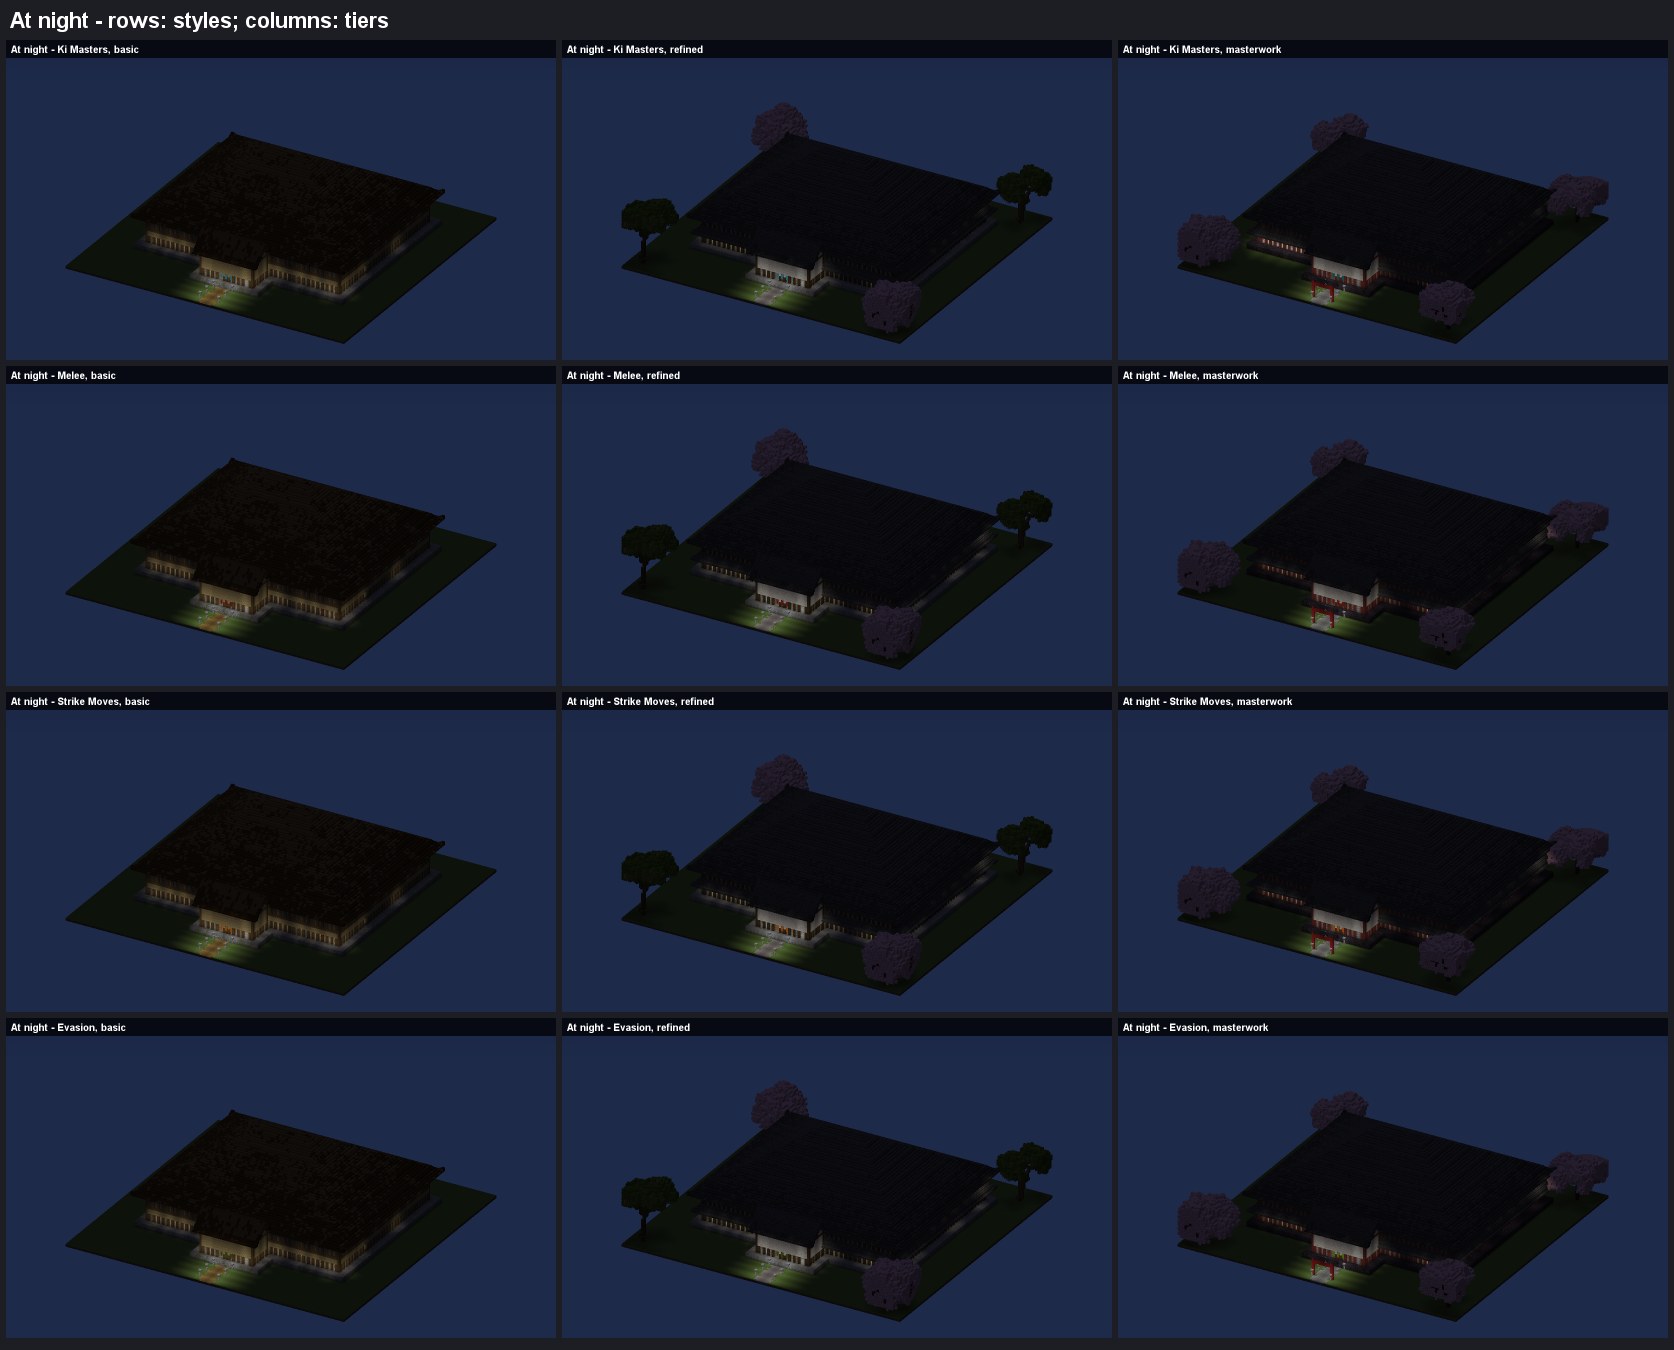 At night - rows: styles; columns: tiers
At night - Ki Masters, basic
At night - Ki Masters, refined
At night - Ki Masters, masterwork
At night - Melee, basic
At night - Melee, refined
At night - Melee, masterwork
At night - Strike Moves, basic
At night - Strike Moves, refined
At night - Strike Moves, masterwork
At night - Evasion, basic
At night - Evasion, refined
At night - Evasion, masterwork